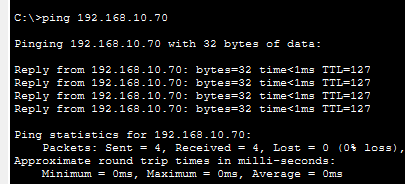 C:\>ping 192.168.10.70
Pinging 192.168.10.70 with 32 bytes of data:
Reply from 192.168.10.70: bytes=32 time<1ms TTL=127
Reply from 192.168.10.70: bytes=32 time<1ms TTL=127
Reply from 192.168.10.70: bytes=32 time<1ms TTL=127
Reply from 192.168.10.70: bytes=32 time<1ms TTL=127
Ping statistics for 192.168.10.70:
Packets: Sent = 4, Received = 4, Lost = 0 (0% loss),
Approximate round trip times in milli-seconds:
Minimum = 0ms, Maximum = 0ms, Average = 0ms